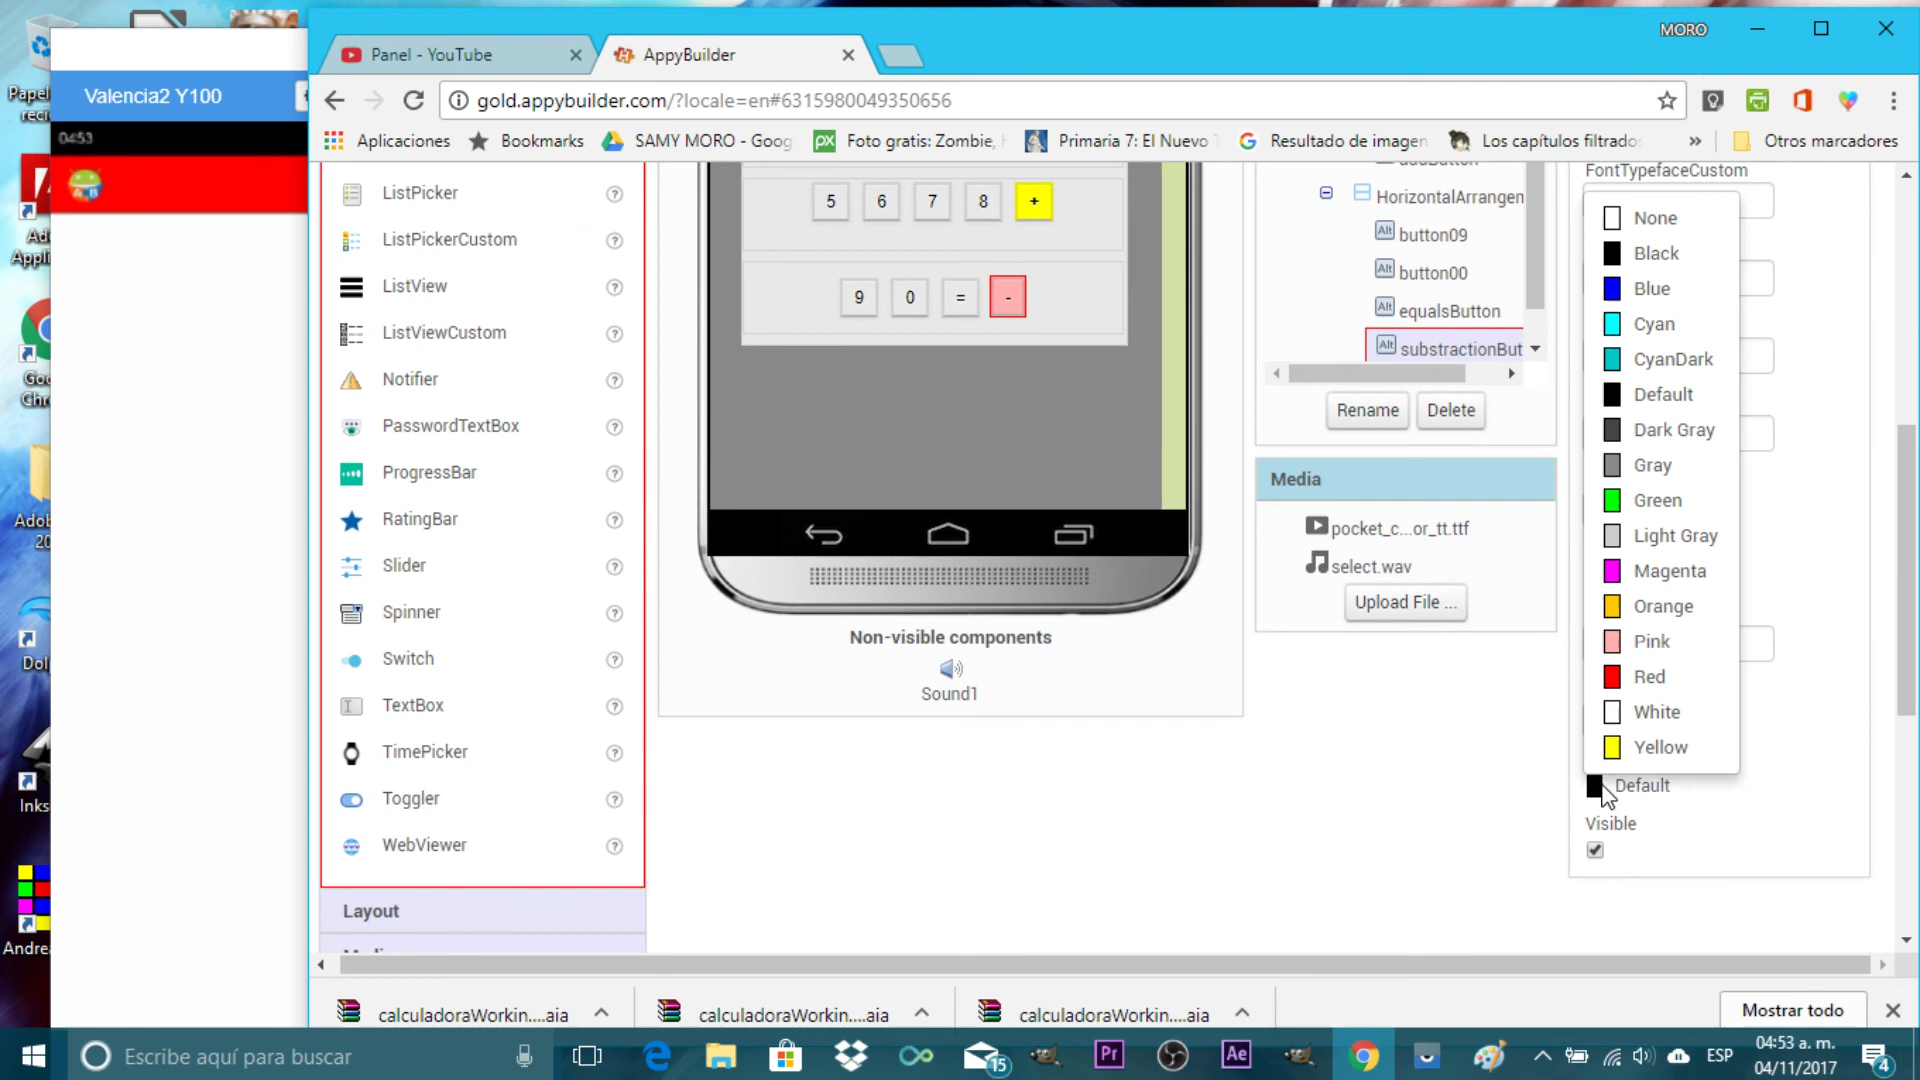 MORO
Panel - YouTube
AppyBuilder
gold.appybuilder.com/?locale=en#6315980049350656
Aplicaciones
Bookmarks
SAMY MORO - Goog
Foto gratis: Zombie,
Primaria 7: El Nuevo
Resultado de imagen
Los capítulos filtrados
Otros marcadores
Valencia2 Y100
04:53
ListPicker
ListPickerCustom
ListView
ListViewCustom
Notifier
PasswordTextBox
ProgressBar
RatingBar
Slider
Spinner
Switch
TextBox
TimePicker
Toggler
WebViewer
Layout
5 6 7 8 +
9 0 = -
Non-visible components
Sound1
HorizontalArrangen
button09
button00
equalsButton
substractionBut
Rename Delete
Media
pocket_c...or_tt.ttf
select.wav
Upload File ...
FontTypefaceCustom
None
Black
Blue
Cyan
CyanDark
Default
Dark Gray
Gray
Green
Light Gray
Magenta
Orange
Pink
Red
White
Yellow
Default
Visible
calculadoraWorkin....aia
calculadoraWorkin....aia
calculadoraWorkin....aia
Mostrar todo
Escribe aquí para buscar
15
Pr
Ae
ESP
04:53 a. m.
04/11/2017
4